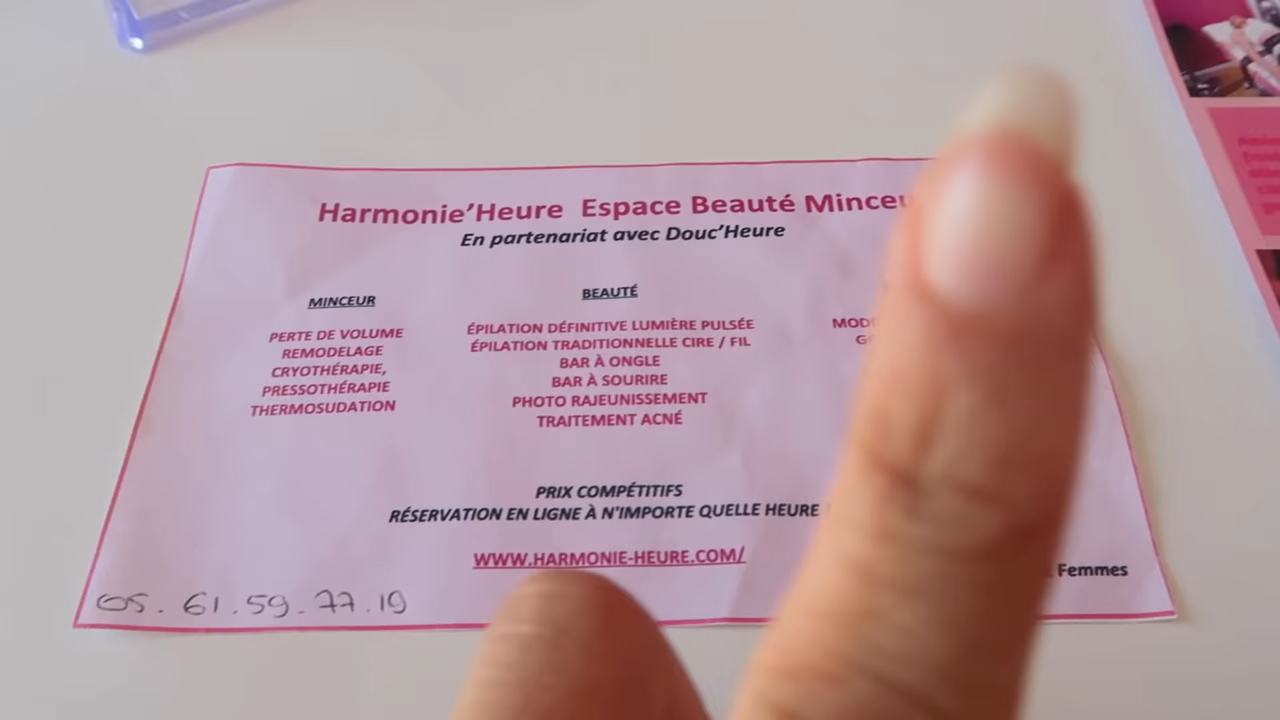 Harmonie’Heure Espace Beauté
En partenariat avec Douc’Heure
MINCEUR
PERTE DE VOLUME
REMODELAGE
CRYOTHÉRAPIE,
PRESSOTHÉRAPIE
THERMOSUDATION
BEAUTÉ
ÉPILATION DÉFINITIVE LUMIÈRE PULSÉE
ÉPILATION TRADITIONNELLE CIRE / FIL
BAR À ONGLE
BAR À SOURIRE
PHOTO RAJEUNISSEMENT
TRAITEMENT ACNÉ
PRIX COMPÉTITIFS
RÉSERVATION EN LIGNE À N'IMPORTE QUELLE HEURE
WWW.HARMONIE-HEURE.COM/
Femmes
05.61.59.77.19